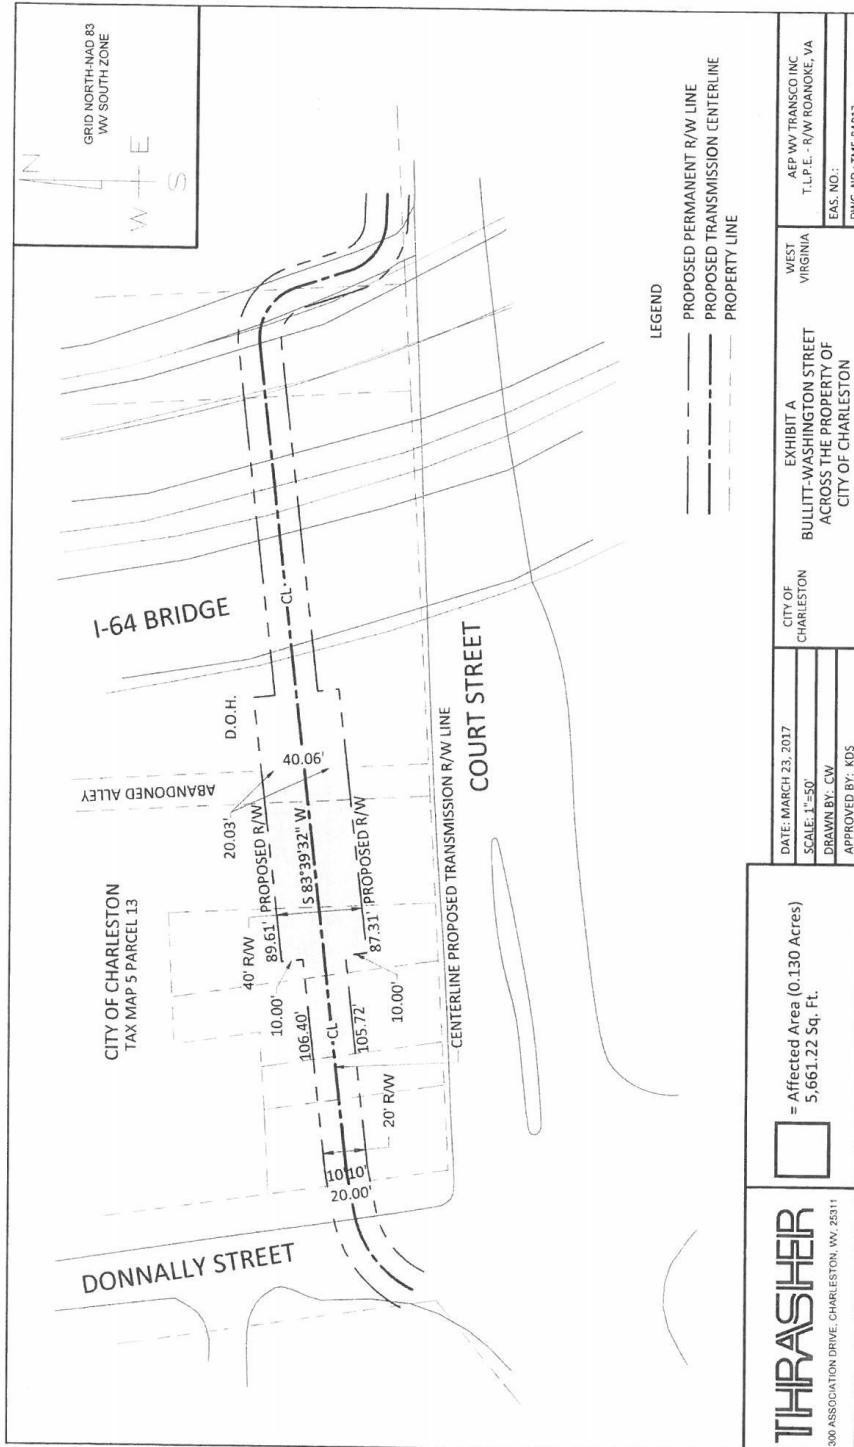 GRID NORTH-NAD 83
WV SOUTH ZONE
N
W E
S
I-64 BRIDGE
D.O.H.
ABANDONED ALLEY
CITY OF CHARLESTON
TAX MAP 5 PARCEL 13
COURT STREET
DONNALLY STREET
CENTERLINE PROPOSED TRANSMISSION R/W LINE
40.06'
20.03'
89.61' PROPOSED R/W
S 83°39'32" W
87.31' PROPOSED R/W
40' R/W
10.00'
10.00'
106.40'
105.72'
CL
CL
20' R/W
10'
10'
20.00'
LEGEND
PROPOSED PERMANENT R/W LINE
PROPOSED TRANSMISSION CENTERLINE
PROPERTY LINE
THRASHER
300 ASSOCIATION DRIVE, CHARLESTON, WV. 25311
= Affected Area (0.130 Acres)
5,661.22 Sq. Ft.
DATE: MARCH 23, 2017
SCALE: 1"=50'
DRAWN BY: CW
APPROVED BY: KDS
CITY OF
CHARLESTON
EXHIBIT A
BULLITT-WASHINGTON STREET
ACROSS THE PROPERTY OF
CITY OF CHARLESTON
WEST
VIRGINIA
AEP WV TRANSCO INC
T.L.P.E. - R/W ROANOKE, VA
EAS. NO.: